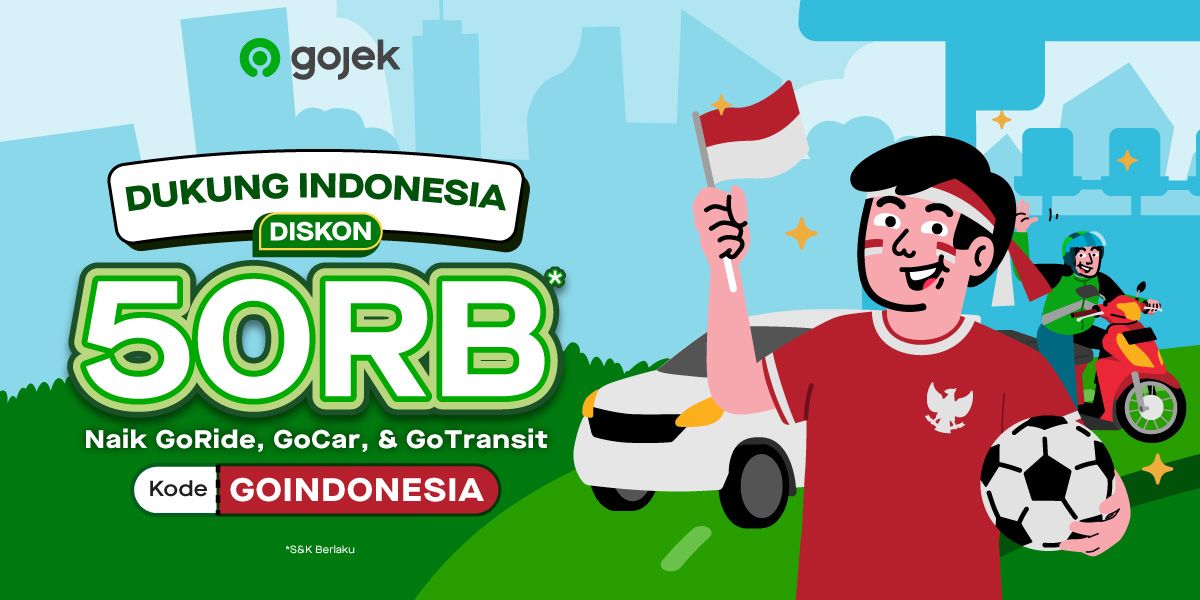 gojek
DUKUNG INDONESIA
DISKON
50RB*
Naik GoRide, GoCar, & GoTransit
Kode GOINDONESIA
*S&K Berlaku